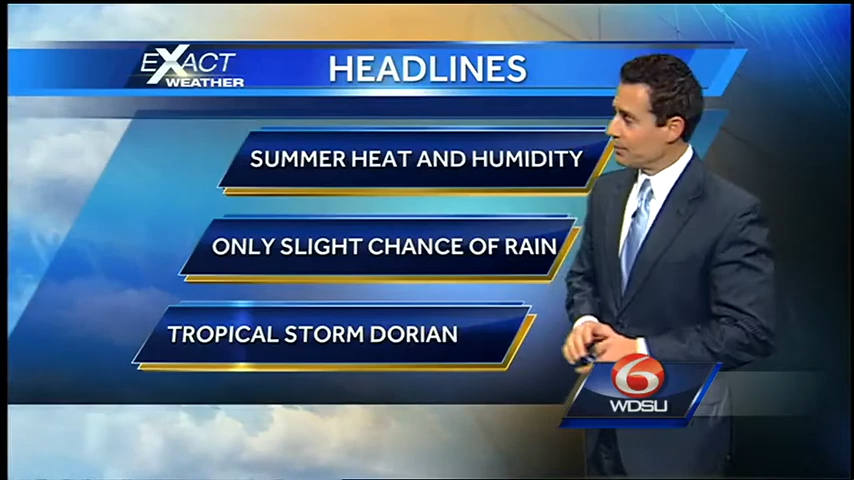 EXACT
WEATHER
HEADLINES
SUMMER HEAT AND HUMIDITY
ONLY SLIGHT CHANCE OF RAIN
TROPICAL STORM DORIAN
6
WDSU